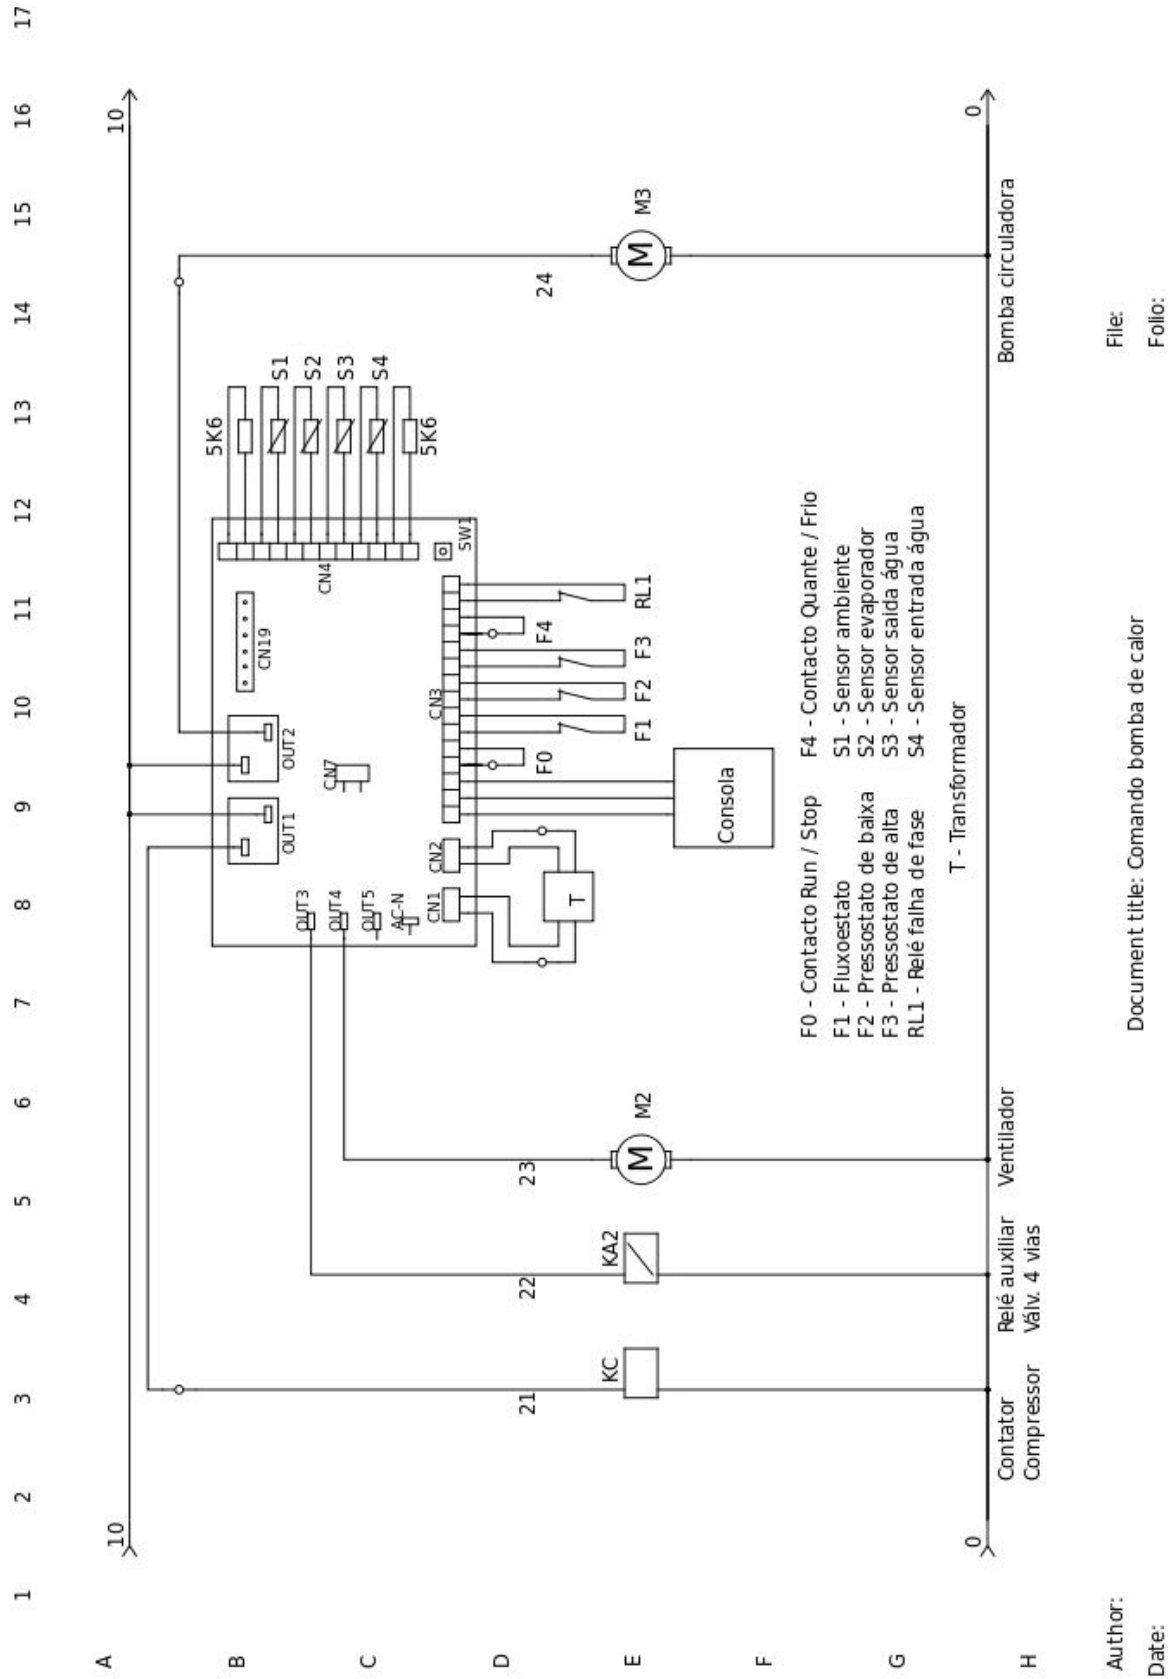 1 2 3 4 5 6 7 8 9 10 11 12 13 14 15 16 17
A
B
C
D
E
F
G
H
10 10
5K6
S1
S2
S3
S4
5K6
OUT1 OUT2 CN19
OUT3
OUT4
OUT5
AC-N
CN7
CN4
CN1 CN2 CN3 SW1
T
F0 F1 F2 F3 F4 RL1
21 22 23 24
KC KA2
M M2
M M3
Consola
F0 - Contacto Run / Stop
F1 - Fluxoestato
F2 - Pressostato de baixa
F3 - Pressostato de alta
RL1 - Relé falha de fase
F4 - Contacto Quante / Frio
S1 - Sensor ambiente
S2 - Sensor evaporador
S3 - Sensor saida água
S4 - Sensor entrada água
T - Transformador
0 0
Contator
Compressor
Relé auxiliar
Válv. 4 vias
Ventilador
Bomba circuladora
Author:
Date:
Document title: Comando bomba de calor
File:
Folio: